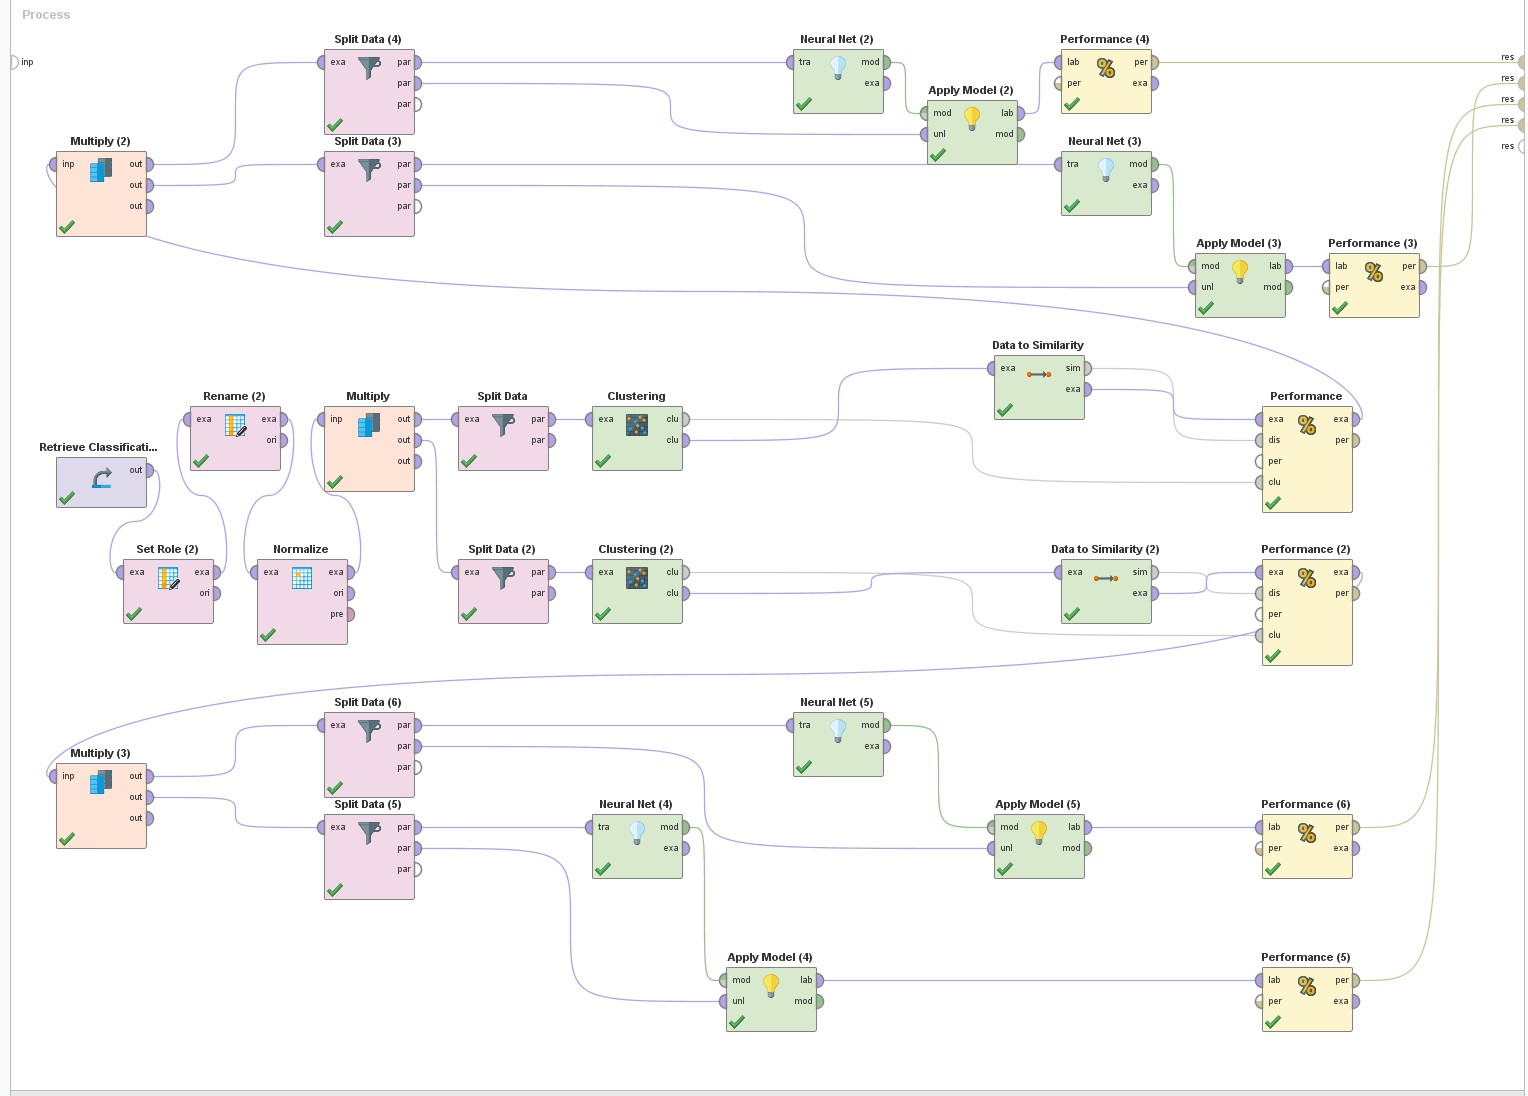 Process
inp
res
res
res
res
res
Split Data (4)
exa par
par
par
Neural Net (2)
tra mod
exa
Performance (4)
lab per
per exa
Apply Model (2)
mod lab
unl mod
Multiply (2)
inp out
out
out
Split Data (3)
exa par
par
par
Neural Net (3)
tra mod
exa
Apply Model (3)
mod lab
unl mod
Performance (3)
lab per
per exa
Data to Similarity
exa sim
exa
Retrieve Classificati...
out
Rename (2)
exa exa
ori
Multiply
inp out
out
out
Split Data
exa par
par
Clustering
exa clu
clu
Performance
exa exa
dis per
per
clu
Set Role (2)
exa exa
ori
Normalize
exa exa
ori
pre
Split Data (2)
exa par
par
Clustering (2)
exa clu
clu
Data to Similarity (2)
exa sim
exa
Performance (2)
exa exa
dis per
per
clu
Split Data (6)
exa par
par
par
Neural Net (5)
tra mod
exa
Multiply (3)
inp out
out
out
Split Data (5)
exa par
par
par
Neural Net (4)
tra mod
exa
Apply Model (5)
mod lab
unl mod
Performance (6)
lab per
per exa
Apply Model (4)
mod lab
unl mod
Performance (5)
lab per
per exa